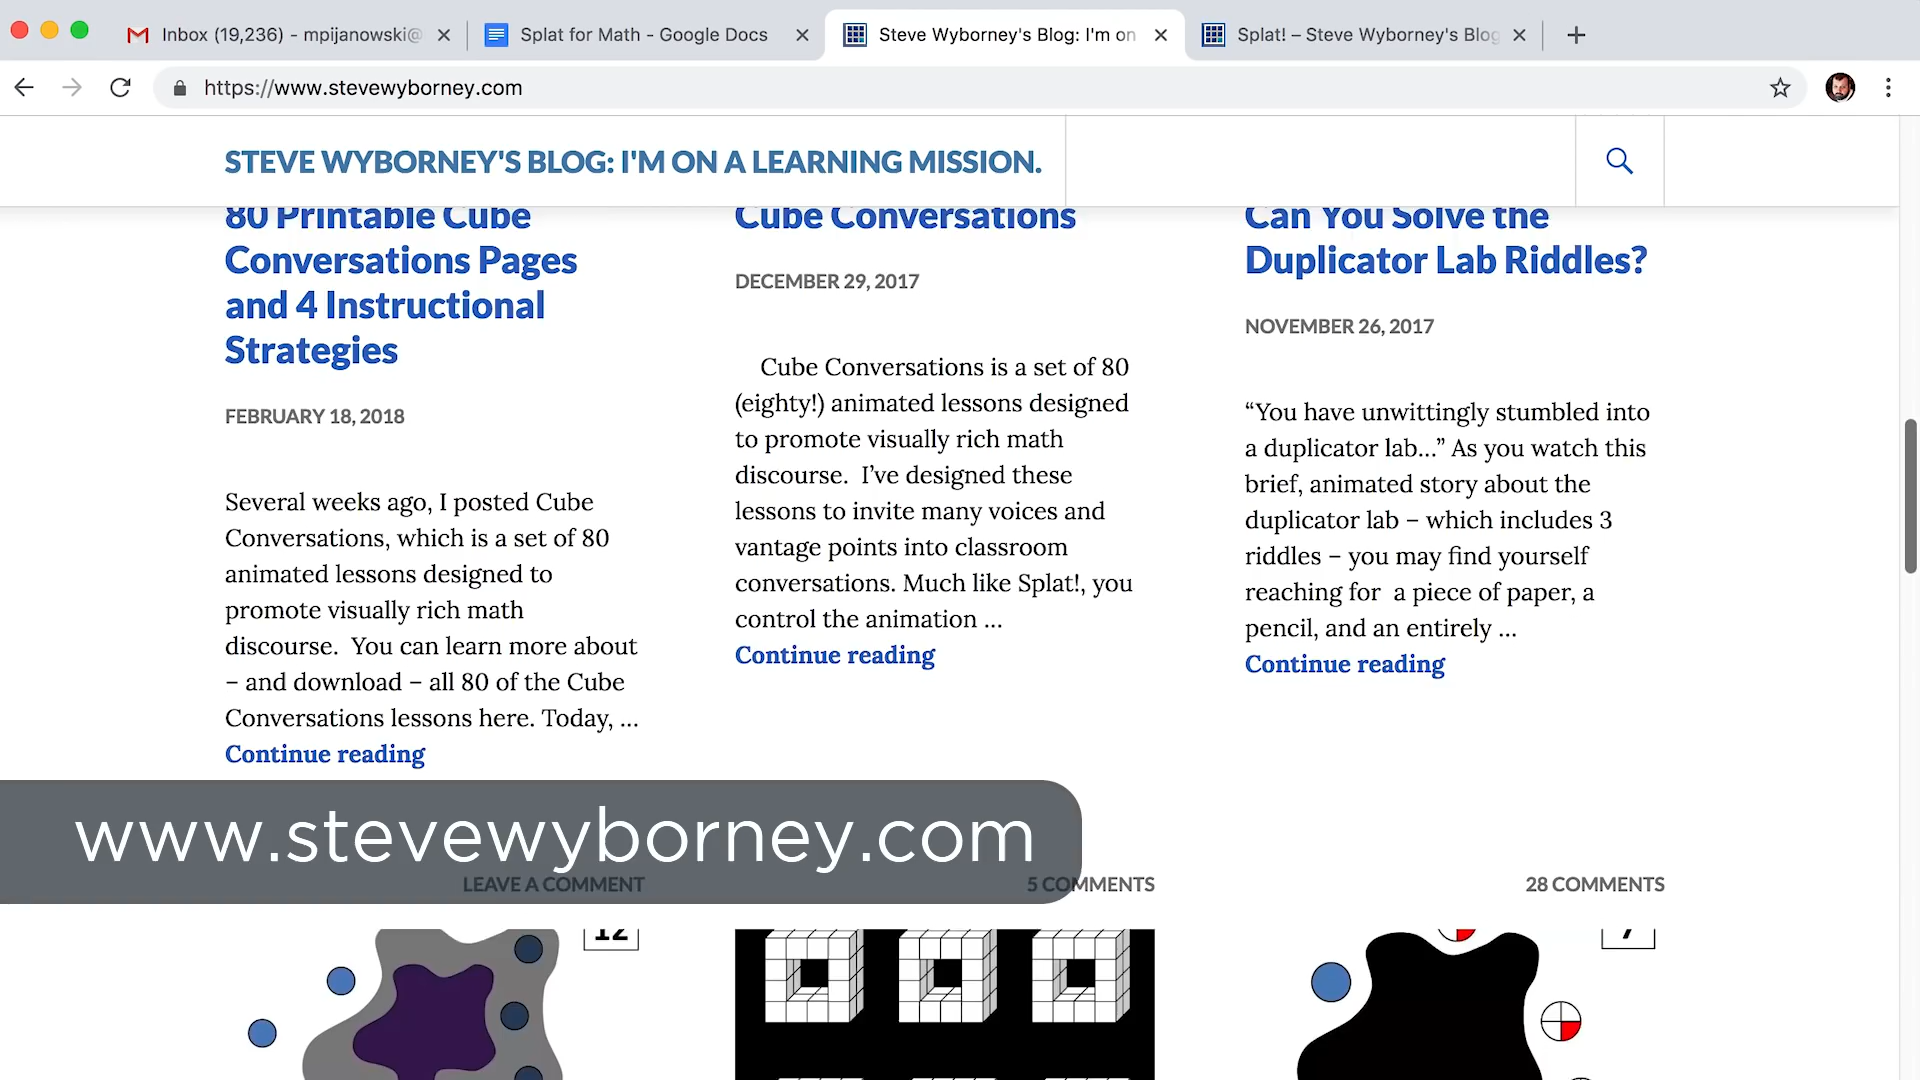 Inbox (19,236) - mpijanowski@
Splat for Math - Google Docs
Steve Wyborney's Blog: I'm on
Splat! – Steve Wyborney's Blog
https://www.stevewyborney.com
STEVE WYBORNEY'S BLOG: I'M ON A LEARNING MISSION.
80 Printable Cube
Conversations Pages
and 4 Instructional
Strategies
FEBRUARY 18, 2018
Several weeks ago, I posted Cube
Conversations, which is a set of 80
animated lessons designed to
promote visually rich math
discourse.  You can learn more about
– and download – all 80 of the Cube
Conversations lessons here. Today, …
Continue reading
Cube Conversations
DECEMBER 29, 2017
Cube Conversations is a set of 80
(eighty!) animated lessons designed
to promote visually rich math
discourse.  I've designed these
lessons to invite many voices and
vantage points into classroom
conversations. Much like Splat!, you
control the animation …
Continue reading
Can You Solve the
Duplicator Lab Riddles?
NOVEMBER 26, 2017
“You have unwittingly stumbled into
a duplicator lab…” As you watch this
brief, animated story about the
duplicator lab – which includes 3
riddles – you may find yourself
reaching for  a piece of paper, a
pencil, and an entirely …
Continue reading
www.stevewyborney.com
LEAVE A COMMENT
5 COMMENTS
28 COMMENTS
12
7